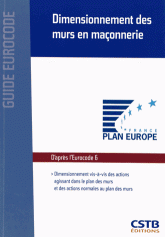 GUIDE EUROCODE
Dimensionnement des
murs en maçonnerie
FRANCE
PLAN EUROPE
D'après l'Eurocode 6
› Dimensionnement vis-à-vis des actions
agissant dans le plan des murs
et des actions normales au plan des murs
CSTB
EDITIONS